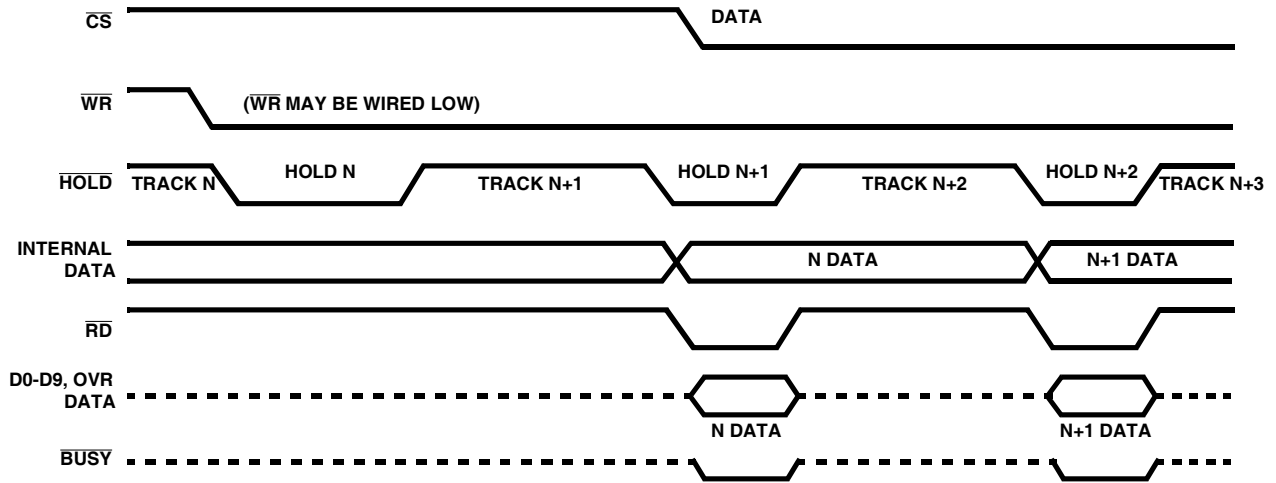 CS
DATA
WR
(WR MAY BE WIRED LOW)
HOLD
TRACK N
HOLD N
TRACK N+1
HOLD N+1
TRACK N+2
HOLD N+2
TRACK N+3
INTERNAL
DATA
N DATA
N+1 DATA
RD
D0-D9, OVR
DATA
N DATA
N+1 DATA
BUSY